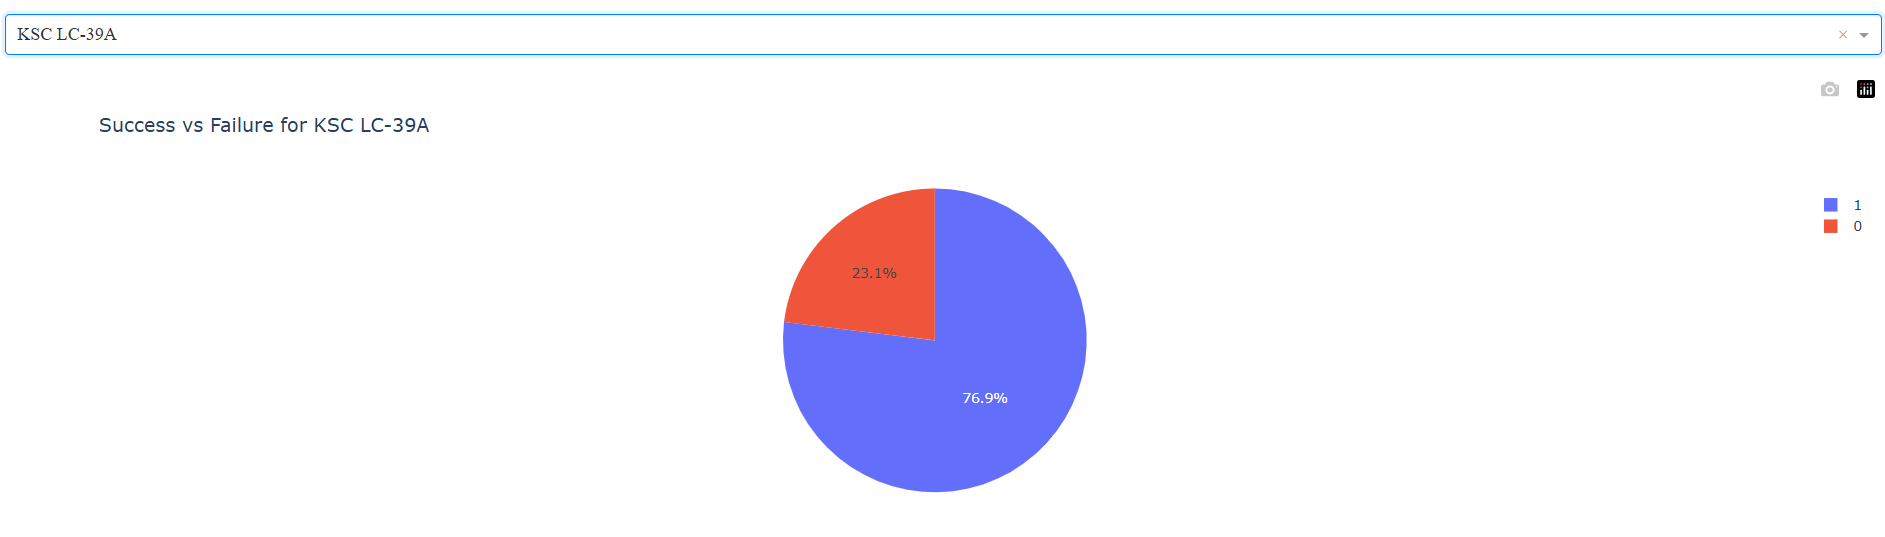 KSC LC-39A
Success vs Failure for KSC LC-39A
1
0
23.1%
76.9%